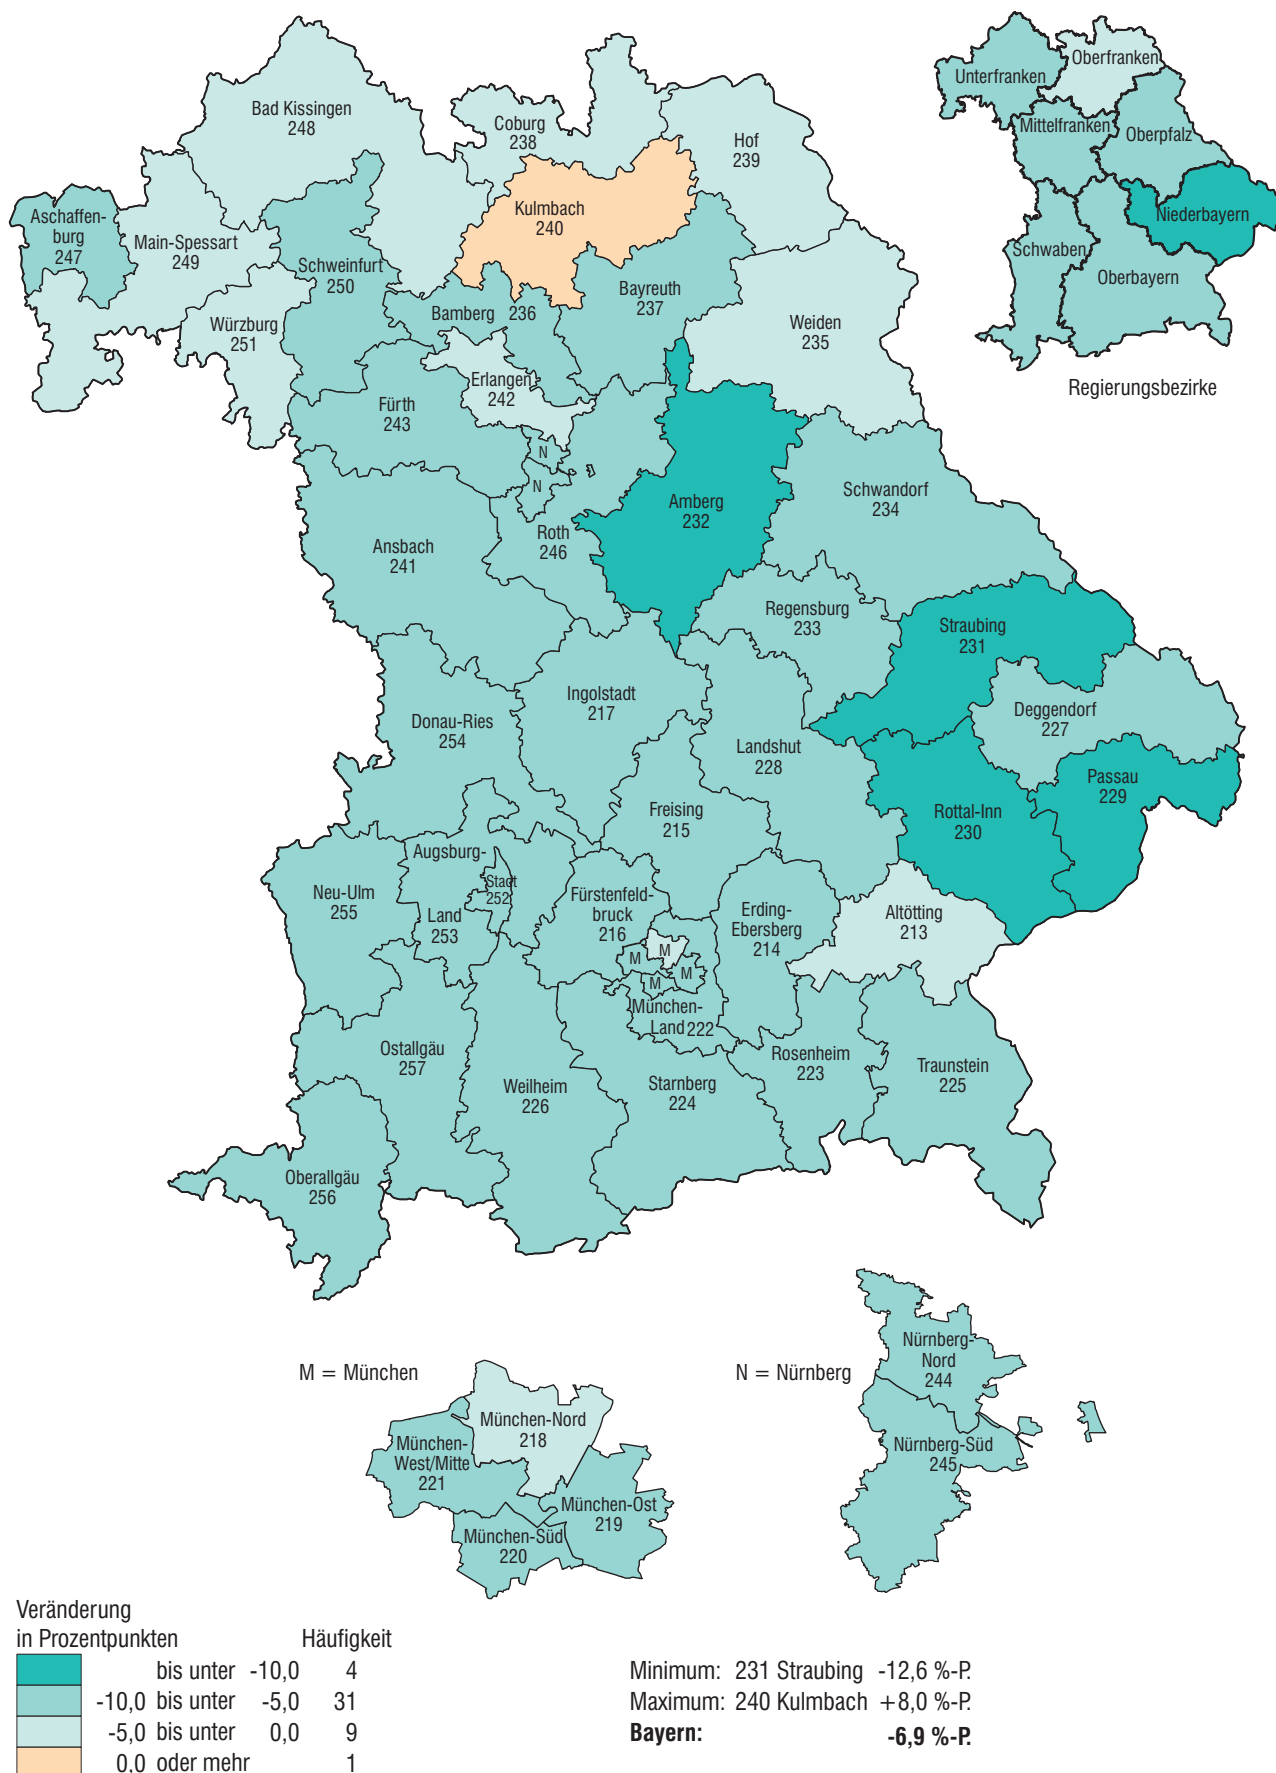 Oberfranken
Unterfranken
Mittelfranken
Oberpfalz
Niederbayern
Schwaben
Oberbayern
Regierungsbezirke
Bad Kissingen
248
Coburg
238
Hof
239
Kulmbach
240
Aschaffen-
burg
247
Main-Spessart
249
Schweinfurt
250
Bayreuth
237
Bamberg 236
Würzburg
251
Weiden
235
Erlangen
242
Fürth
243
N
N
Amberg
232
Schwandorf
234
Roth
246
Ansbach
241
Regensburg
233
Straubing
231
Ingolstadt
217
Deggendorf
227
Donau-Ries
254
Landshut
228
Passau
229
Freising
215
Rottal-Inn
230
Augsburg-
Stadt
252
Land
253
Neu-Ulm
255
Fürstenfeld-
bruck
216
Erding-
Ebersberg
214
Altötting
213
M
M
M
M
München-
Land 222
Ostallgäu
257
Weilheim
226
Starnberg
224
Rosenheim
223
Traunstein
225
Oberallgäu
256
M = München
N = Nürnberg
München-Nord
218
München-
West/Mitte
221
München-Ost
219
München-Süd
220
Nürnberg-
Nord
244
Nürnberg-Süd
245
Veränderung
in Prozentpunkten Häufigkeit
bis unter -10,0 4
-10,0 bis unter -5,0 31
-5,0 bis unter 0,0 9
0,0 oder mehr 1
Minimum: 231 Straubing -12,6 %-P.
Maximum: 240 Kulmbach +8,0 %-P.
Bayern: -6,9 %-P.